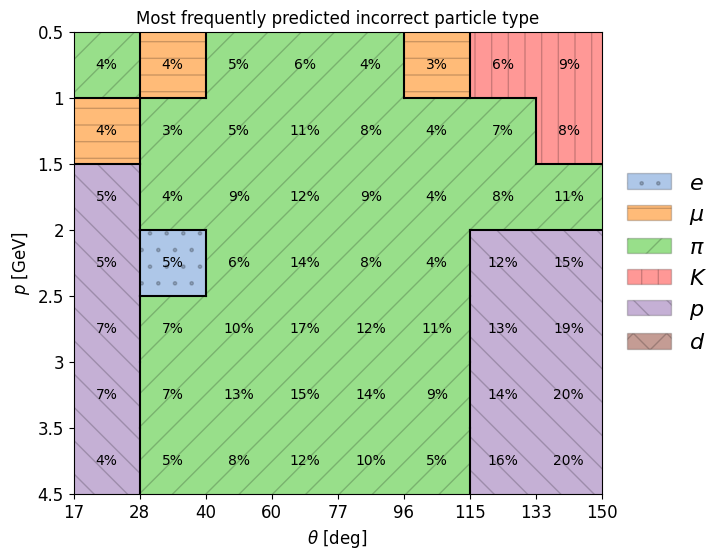 Most frequently predicted incorrect particle type
0.5
4% 4% 5% 6% 4% 3% 6% 9%
1
4% 3% 5% 11% 8% 4% 7% 8%
1.5
5% 4% 9% 12% 9% 4% 8% 11%
2
5% 5% 6% 14% 8% 4% 12% 15%
2.5
7% 7% 10% 17% 12% 11% 13% 19%
3
7% 7% 13% 15% 14% 9% 14% 20%
3.5
4% 5% 8% 12% 10% 5% 16% 20%
4.5
17 28 40 60 77 96 115 133 150
θ [deg]
p [GeV]
e
μ
π
K
p
d